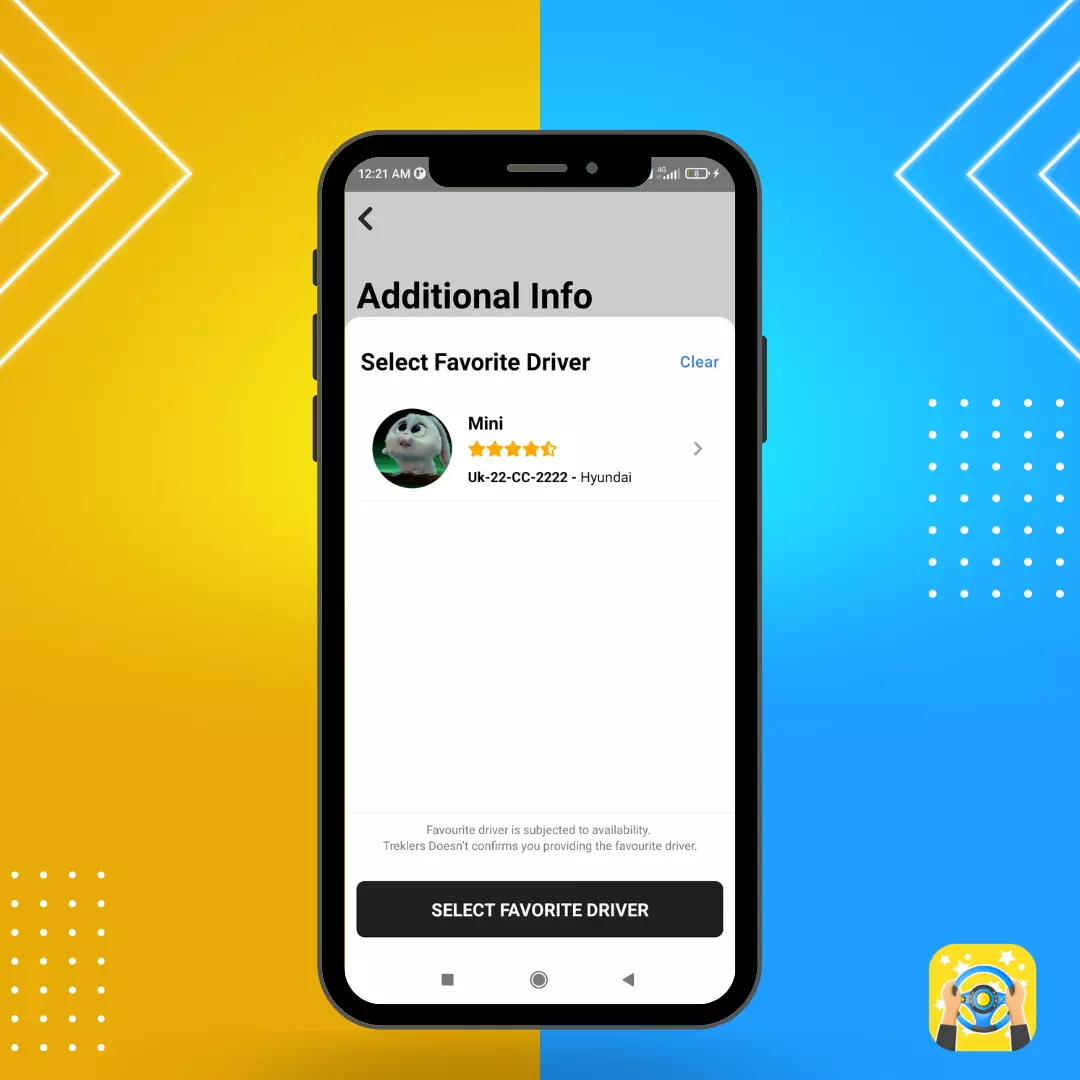 12:21 AM
4G
8
Additional Info
Select Favorite Driver
Clear
Mini
Uk-22-CC-2222 - Hyundai
Favourite driver is subjected to availability.
Treklers Doesn't confirms you providing the favourite driver.
SELECT FAVORITE DRIVER